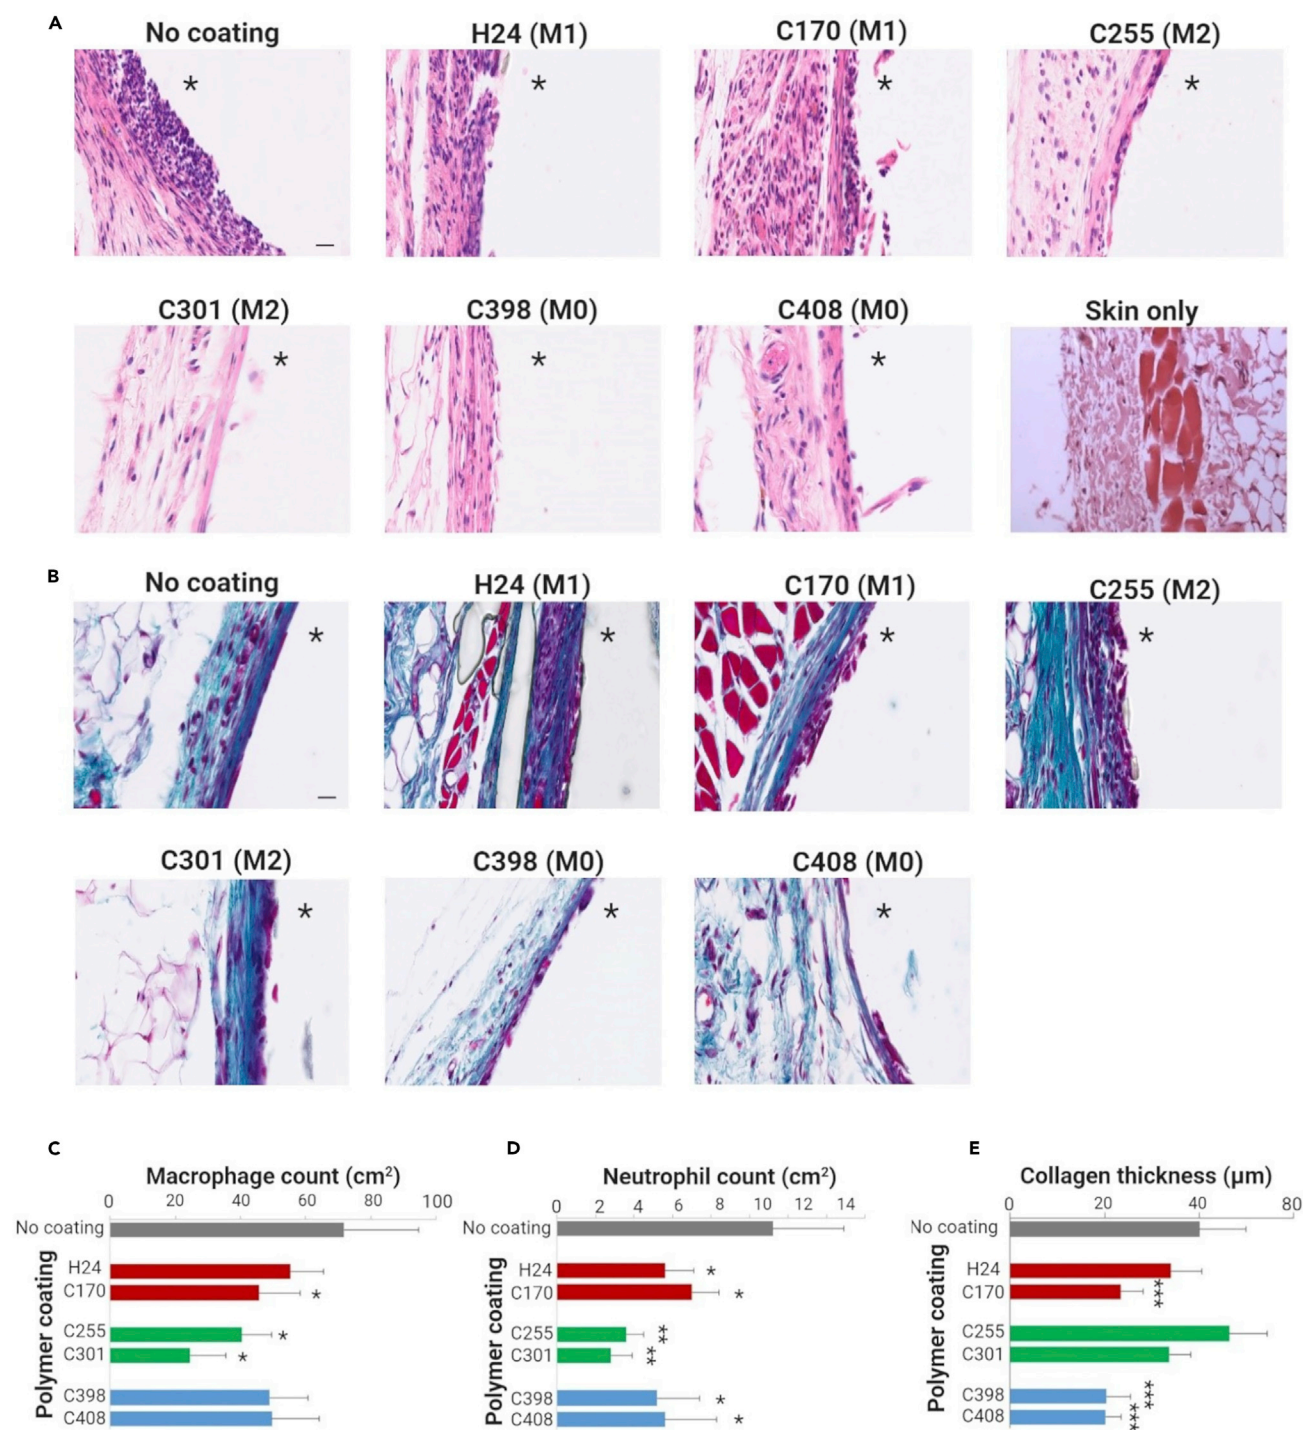 A
No coating
H24 (M1)
C170 (M1)
C255 (M2)
*
*
*
*
C301 (M2)
C398 (M0)
C408 (M0)
Skin only
*
*
*
B
No coating
H24 (M1)
C170 (M1)
C255 (M2)
*
*
*
*
C301 (M2)
C398 (M0)
C408 (M0)
*
*
*
C
Macrophage count (cm²)
0 20 40 60 80 100
No coating
Polymer coating
H24
C170 *
C255 *
C301 *
C398
C408
D
Neutrophil count (cm²)
0 2 4 6 8 10 12 14
No coating
H24 *
C170 *
C255 **
C301 **
C398 *
C408 *
E
Collagen thickness (µm)
0 20 40 60 80
No coating
Polymer coating
H24
C170 ***
C255
C301
C398 ***
C408 ***